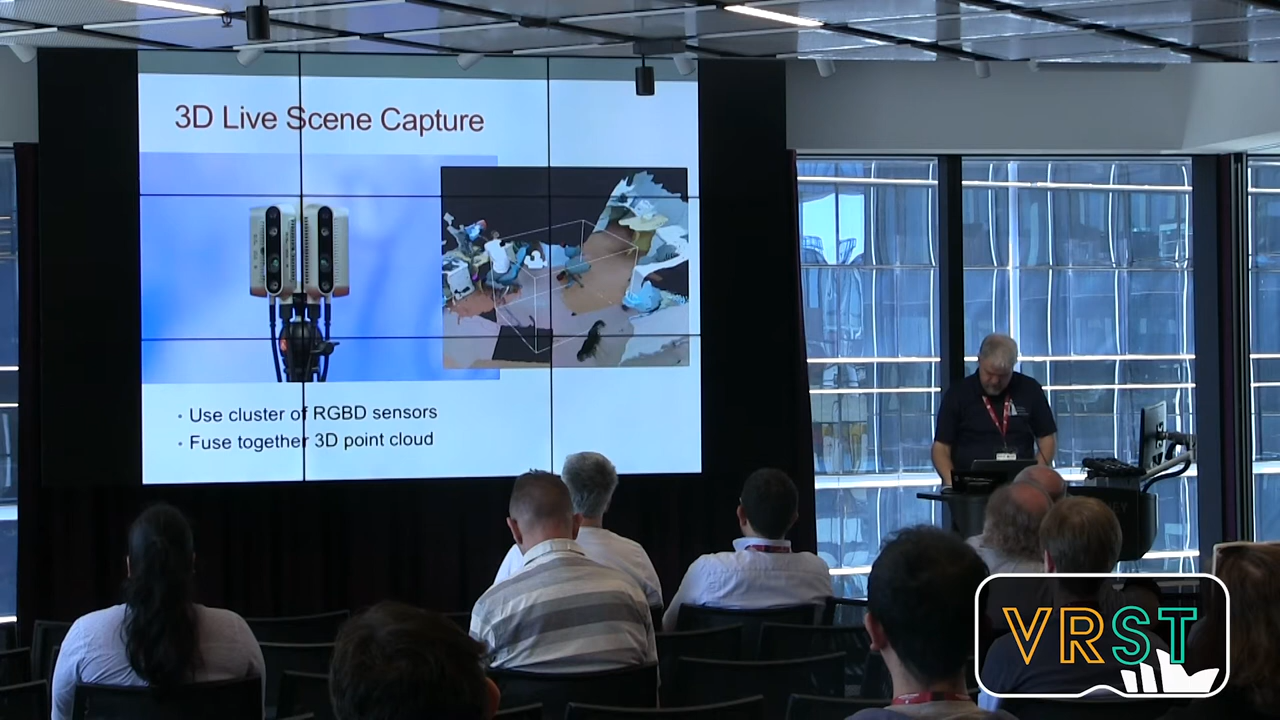 3D Live Scene Capture
• Use cluster of RGBD sensors
• Fuse together 3D point cloud
VRST